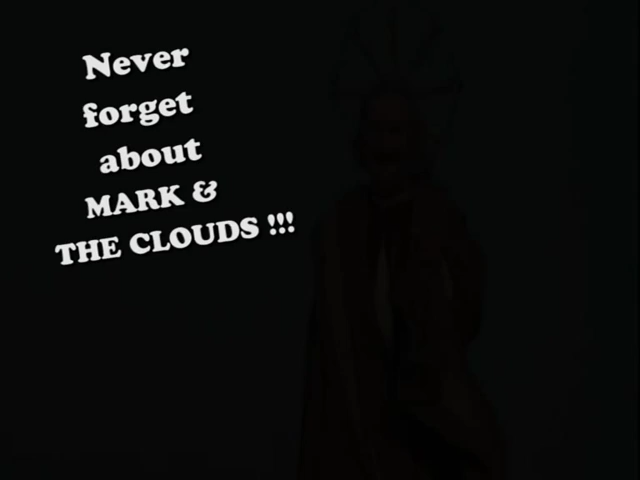 Never
forget
about
MARK &
THE CLOUDS !!!